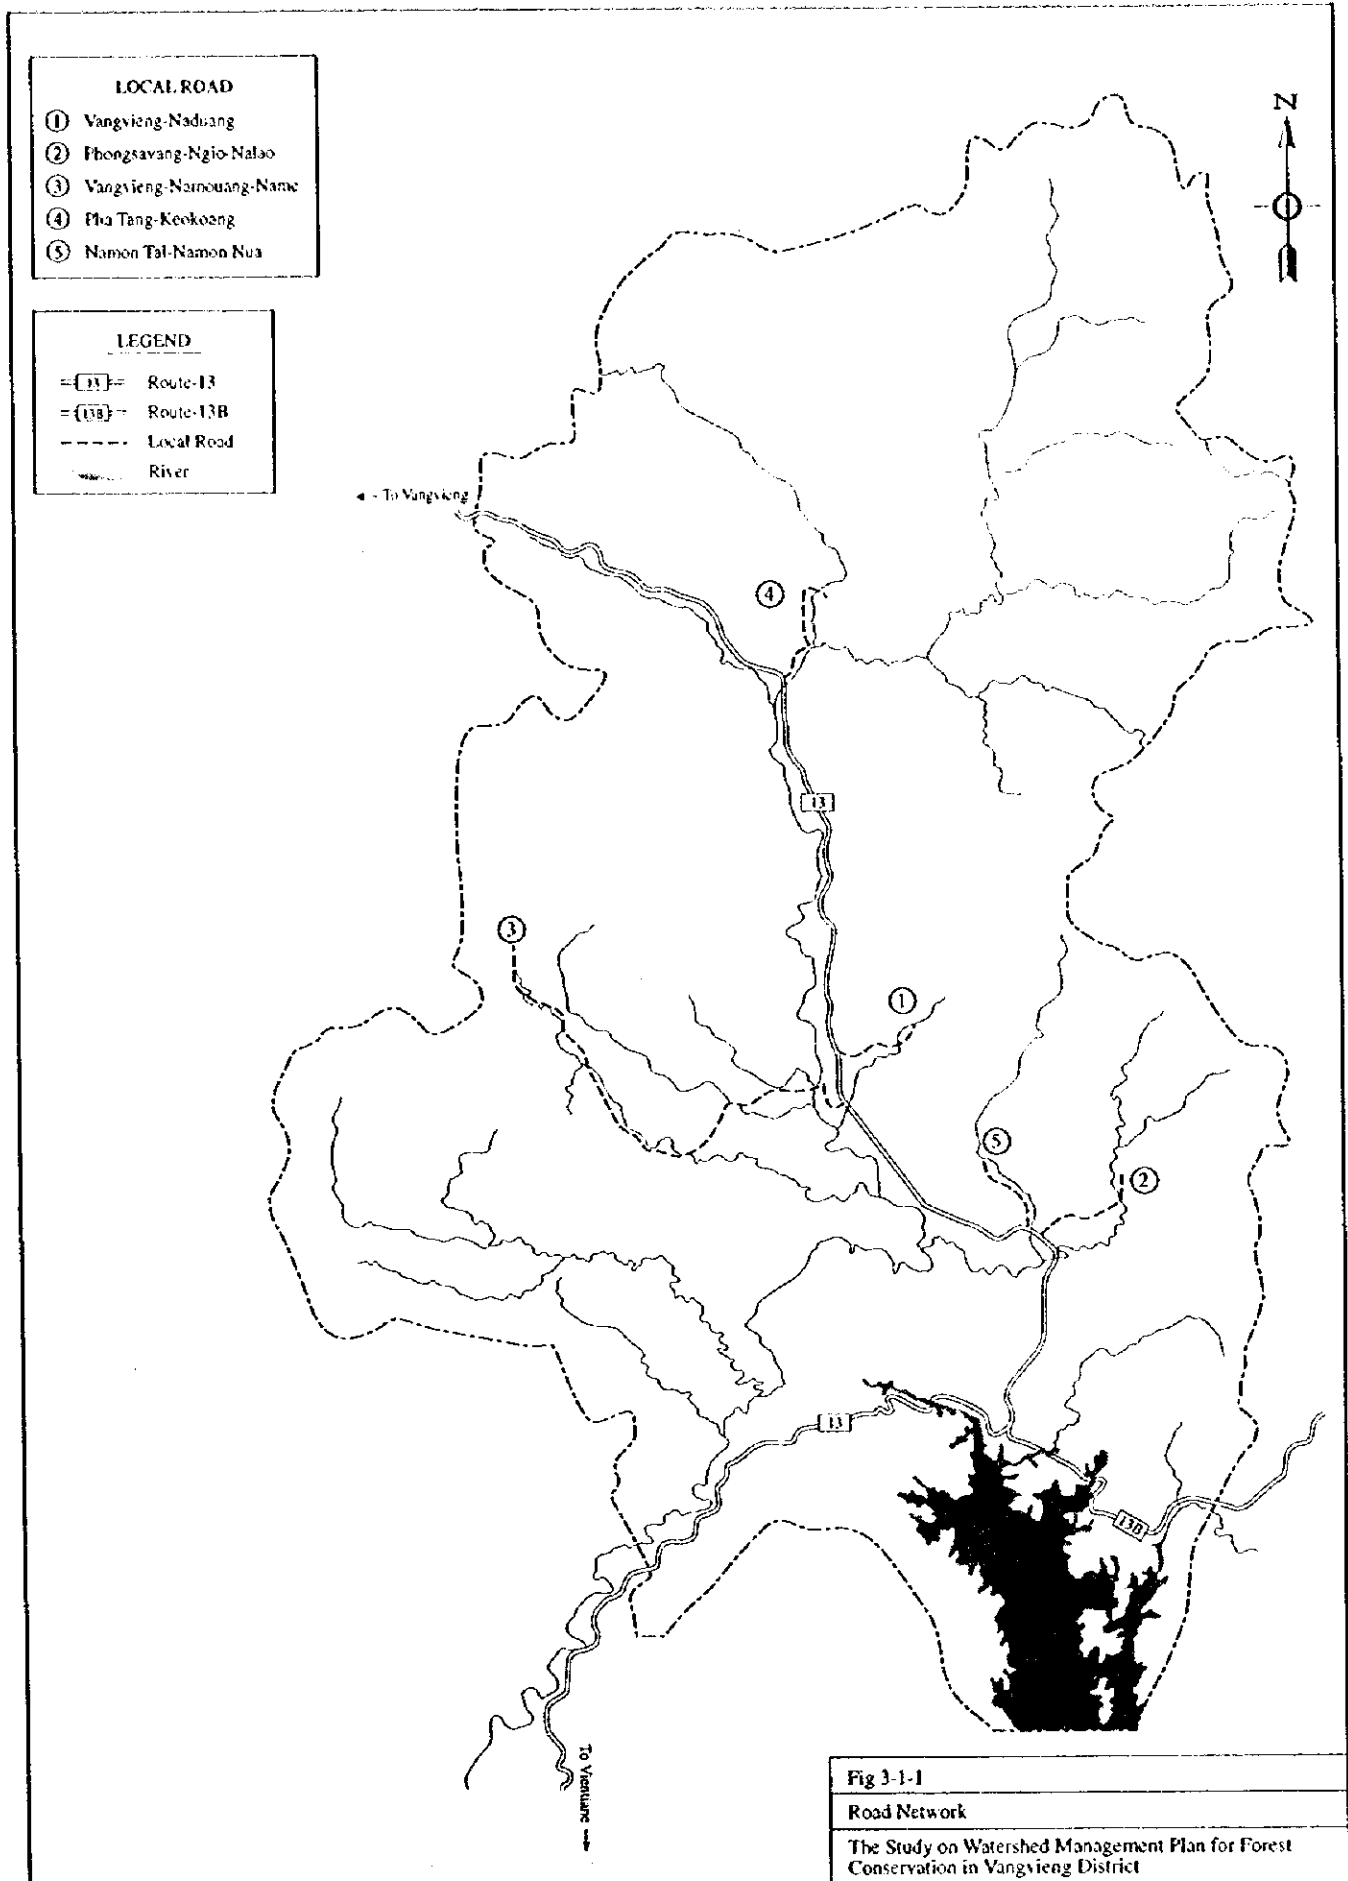 LOCAL ROAD
① Vangvieng-Naduang
② Phongsavang-Ngio-Nalao
③ Vangvieng-Namouang-Name
④ Pha Tang-Keokoang
⑤ Namon Tai-Namon Nua
N
LEGEND
13 Route-13
13B Route-13B
Local Road
River
To Vangvieng
④
13
③
①
⑤
②
13
13B
To Vientiane
Fig 3-1-1
Road Network
The Study on Watershed Management Plan for Forest
Conservation in Vangvieng District